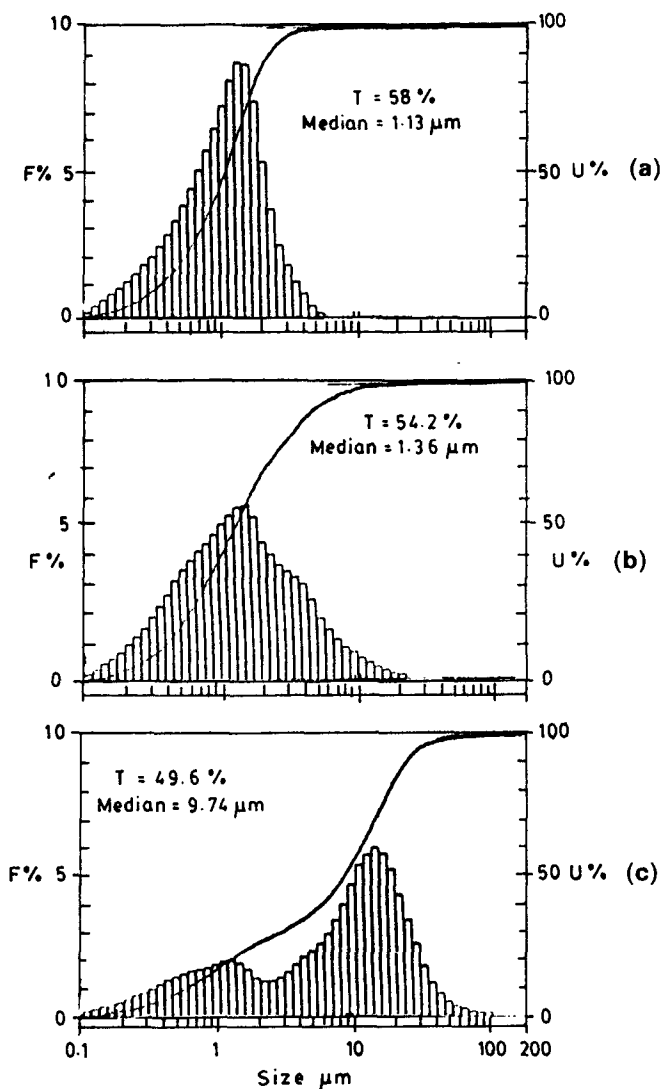 10
100
T = 58 %
Median = 1·13 µm
F%
5
50
U%
(a)
0
0
10
100
T = 54.2 %
Median = 1·36 µm
5
50
F%
U%
(b)
0
0
10
100
T = 49.6 %
Median = 9.74 µm
F%
5
50
U%
(c)
0
0
0.1
1
10
100
200
Size µm